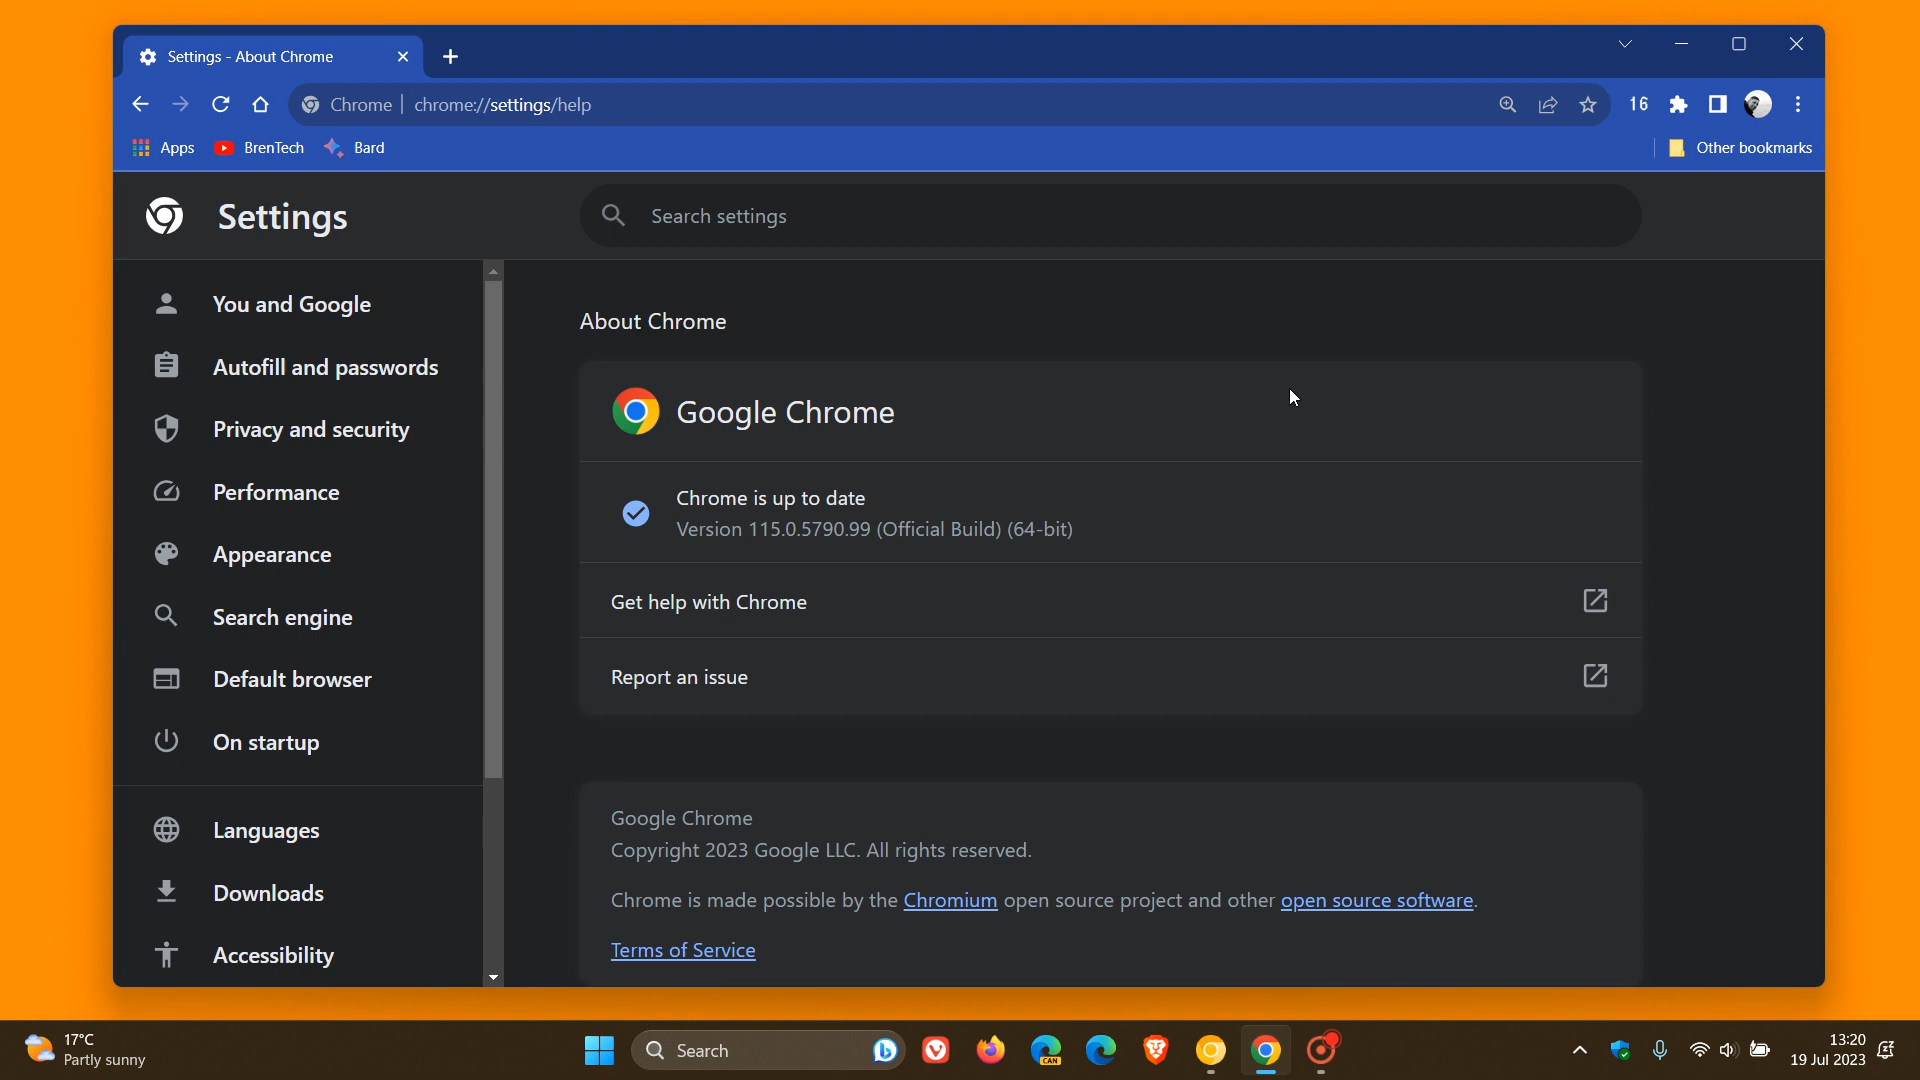 Settings - About Chrome
Chrome | chrome://settings/help
16
Apps
BrenTech
Bard
Other bookmarks
Settings
Search settings
You and Google
Autofill and passwords
Privacy and security
Performance
Appearance
Search engine
Default browser
On startup
Languages
Downloads
Accessibility
About Chrome
Google Chrome
Chrome is up to date
Version 115.0.5790.99 (Official Build) (64-bit)
Get help with Chrome
Report an issue
Google Chrome
Copyright 2023 Google LLC. All rights reserved.
Chrome is made possible by the Chromium open source project and other open source software.
Terms of Service
17°C
Partly sunny
Search
CAN
13:20
19 Jul 2023